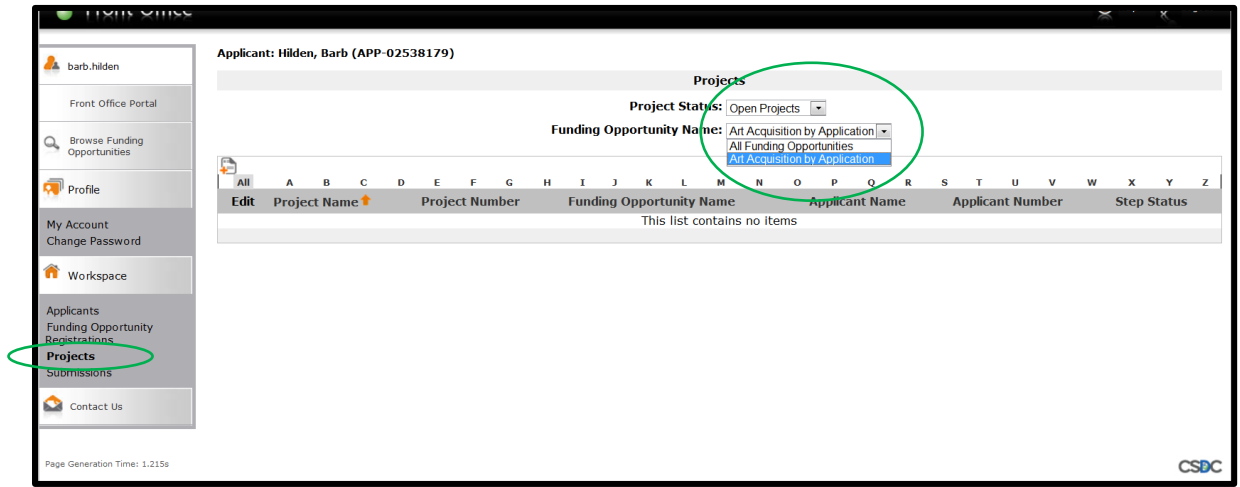 Front Office
barb.hilden
Front Office Portal
Browse Funding
Opportunities
Profile
My Account
Change Password
Workspace
Applicants
Funding Opportunity
Registrations
Projects
Submissions
Contact Us
Page Generation Time: 1.215s
Applicant: Hilden, Barb (APP-02538179)
Projects
Project Status: Open Projects
Funding Opportunity Name: Art Acquisition by Application
All Funding Opportunities
Art Acquisition by Application
All A B C D E F G H I J K L M N O P Q R S T U V W X Y Z
Edit Project Name Project Number Funding Opportunity Name Applicant Name Applicant Number Step Status
This list contains no items
CSDC